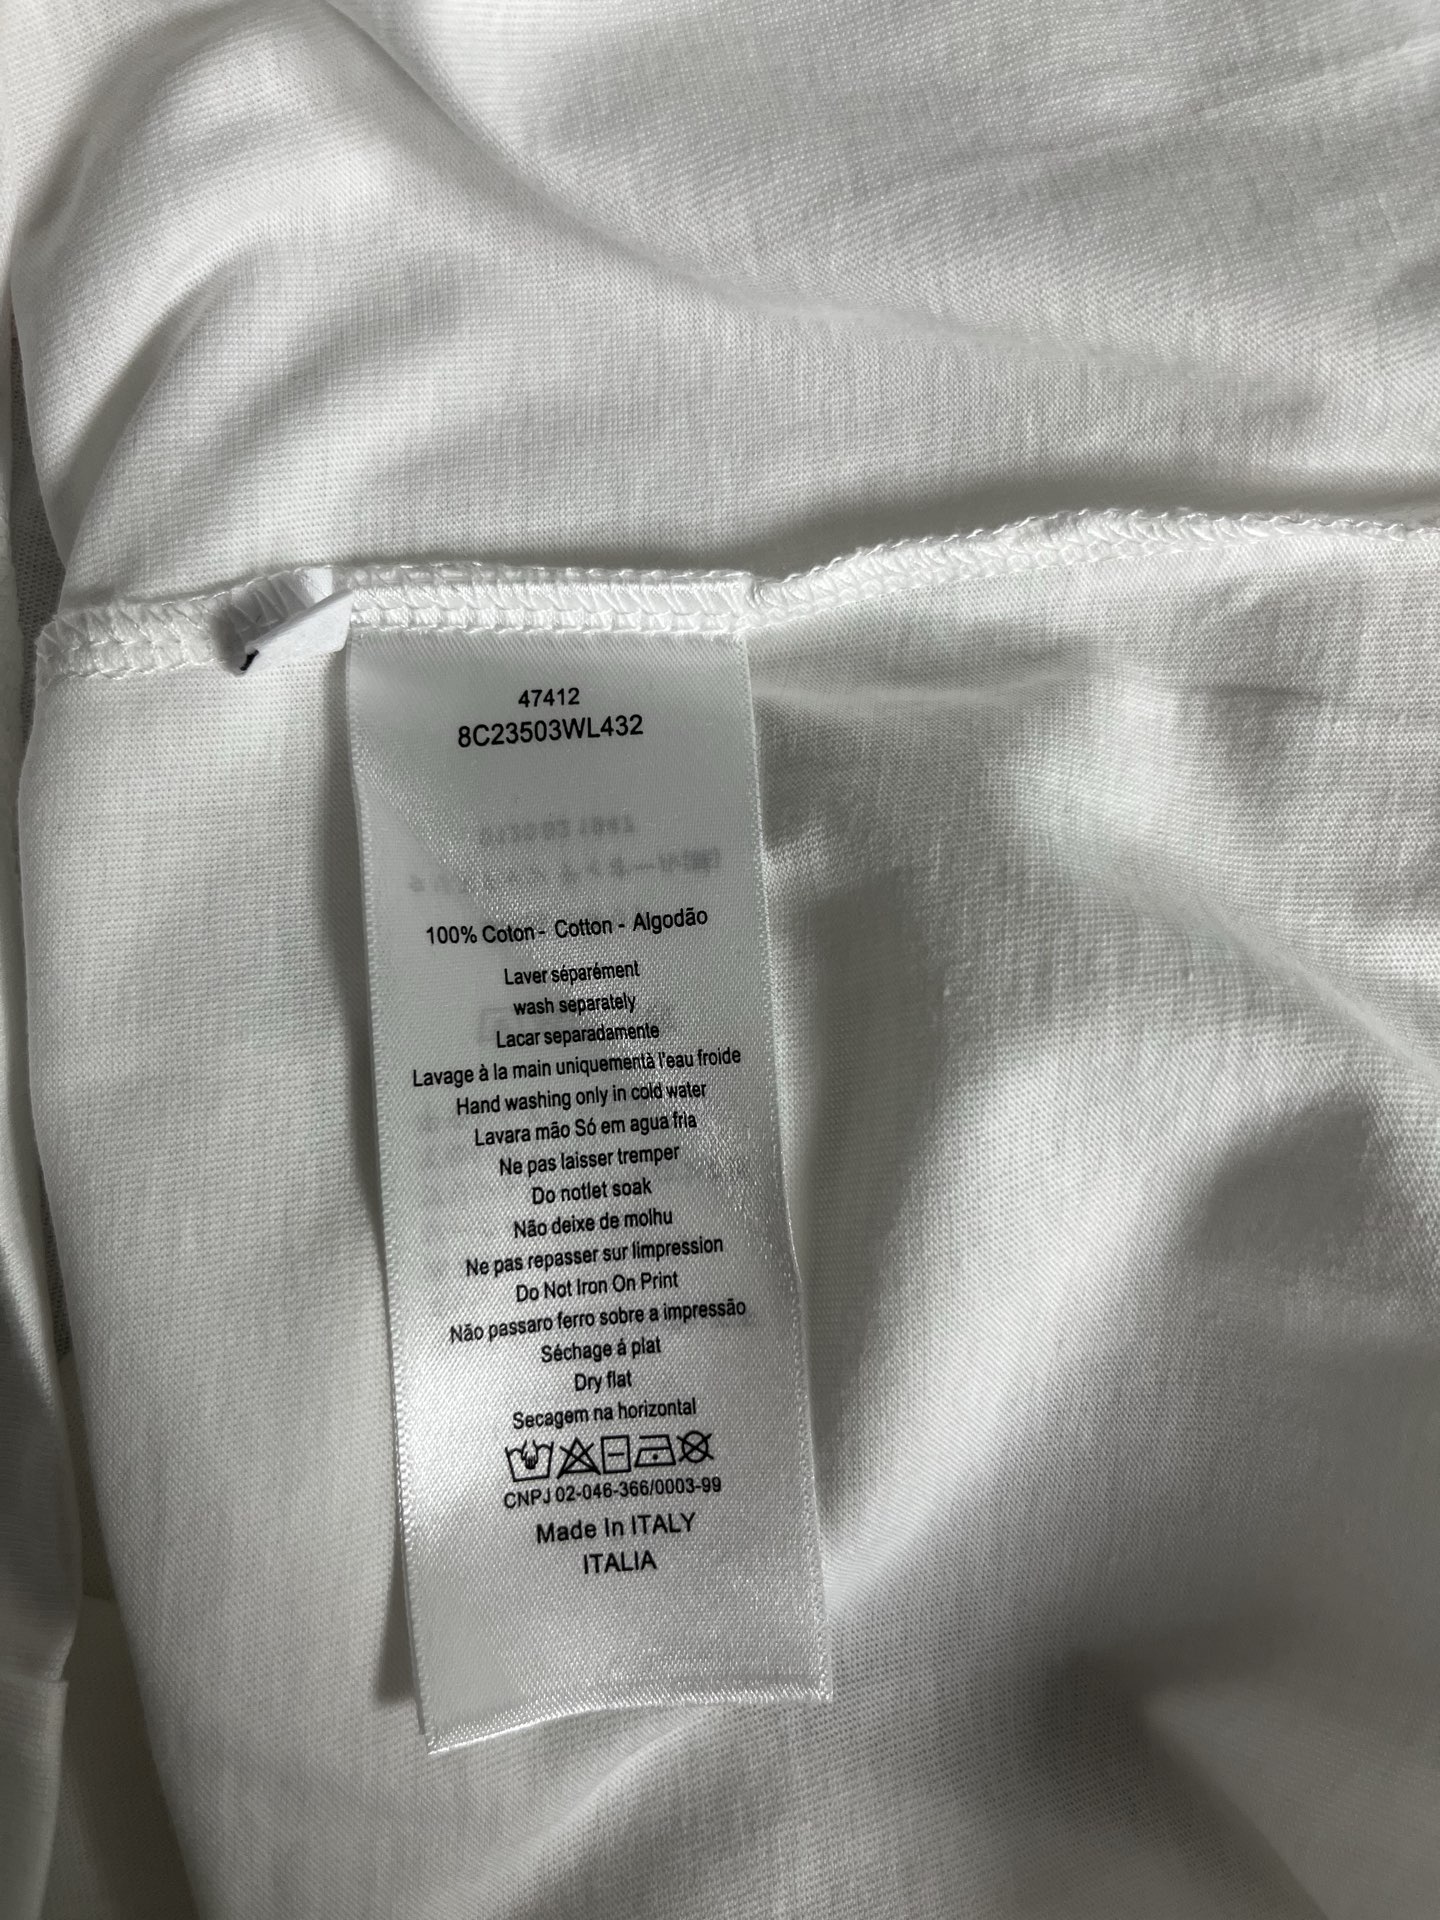 47412
8C23503WL432
100% Coton - Cotton - Algodão
Laver séparément
wash separately
Lacar separadamente
Lavage à la main uniquementà l'eau froide
Hand washing only in cold water
Lavara mão Só em agua fria
Ne pas laisser tremper
Do notlet soak
Não deixe de molhu
Ne pas repasser sur limpression
Do Not Iron On Print
Não passaro ferro sobre a impressão
Séchage á plat
Dry flat
Secagem na horizontal
CNPJ 02-046-366/0003-99
Made In ITALY
ITALIA